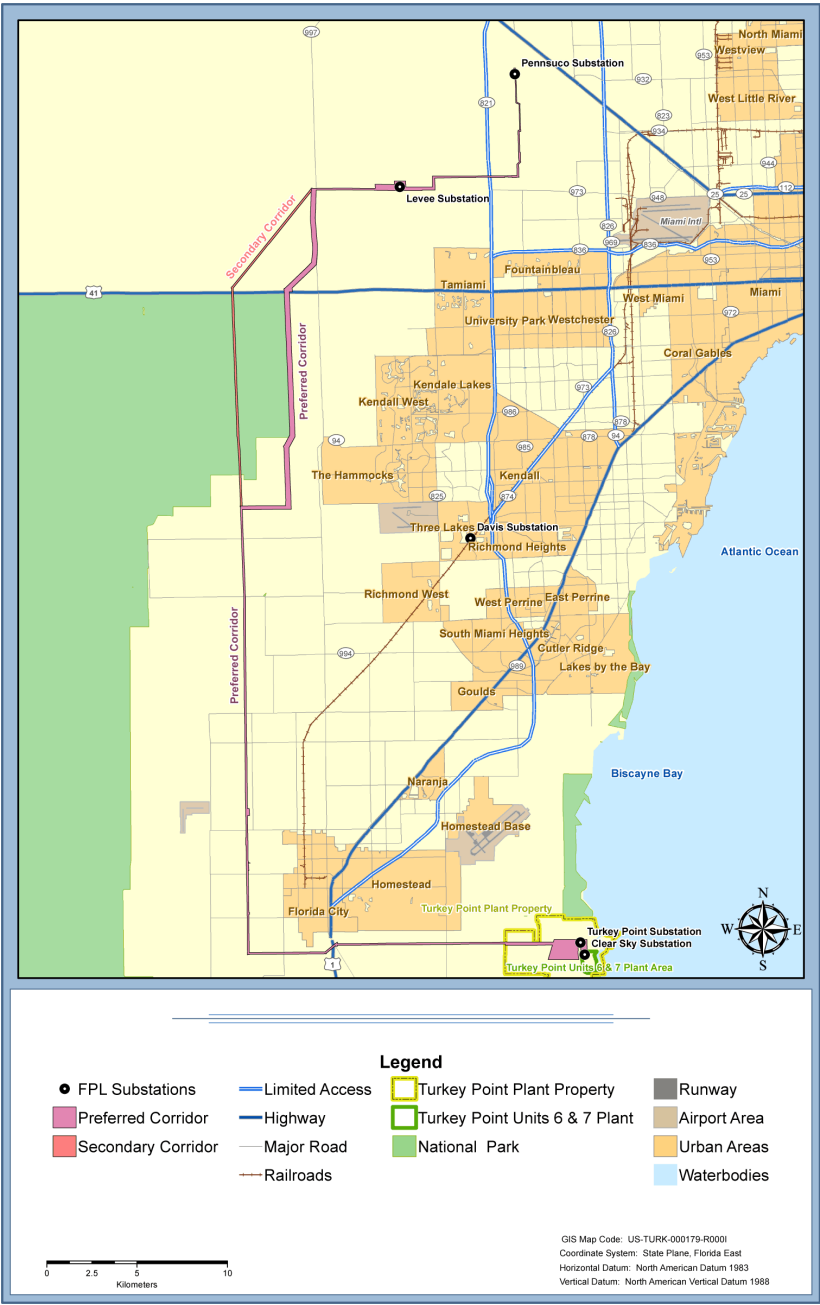 997
North Miami
953
Westview
Pennsuco Substation
932
West Little River
821
823
934
944
973
948
25
25
112
Levee Substation
Miami Intl
826
969
836
836
953
Secondary Corridor
Fountainbleau
41
Tamiami
West Miami
Miami
University Park
Westchester
826
972
Coral Gables
Preferred Corridor
Kendale Lakes
973
Kendall West
986
878
94
985
878
94
The Hammocks
Kendall
825
874
Three Lakes
Davis Substation
Richmond Heights
Atlantic Ocean
Richmond West
West Perrine
East Perrine
Preferred Corridor
South Miami Heights
994
Cutler Ridge
989
Lakes by the Bay
Goulds
Biscayne Bay
Naranja
Homestead Base
Homestead
Florida City
Turkey Point Plant Property
Turkey Point Substation
Clear Sky Substation
1
Turkey Point Units 6 & 7 Plant Area
N
W
E
S
Legend
FPL Substations
Preferred Corridor
Secondary Corridor
Limited Access
Highway
Major Road
Railroads
Turkey Point Plant Property
Turkey Point Units 6 & 7 Plant
National Park
Runway
Airport Area
Urban Areas
Waterbodies
0 2.5 5 10
Kilometers
GIS Map Code: US-TURK-000179-R000I
Coordinate System: State Plane, Florida East
Horizontal Datum: North American Datum 1983
Vertical Datum: North American Vertical Datum 1988